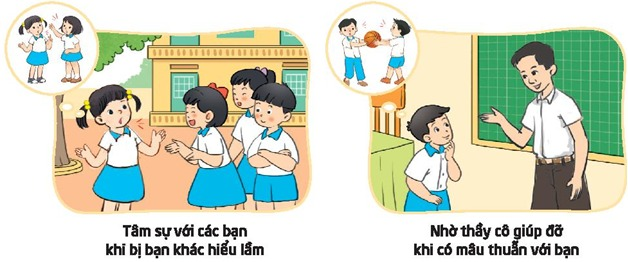 Tâm sự với các bạn
khi bị bạn khác hiểu lầm
Nhờ thầy cô giúp đỡ
khi có mâu thuẫn với bạn